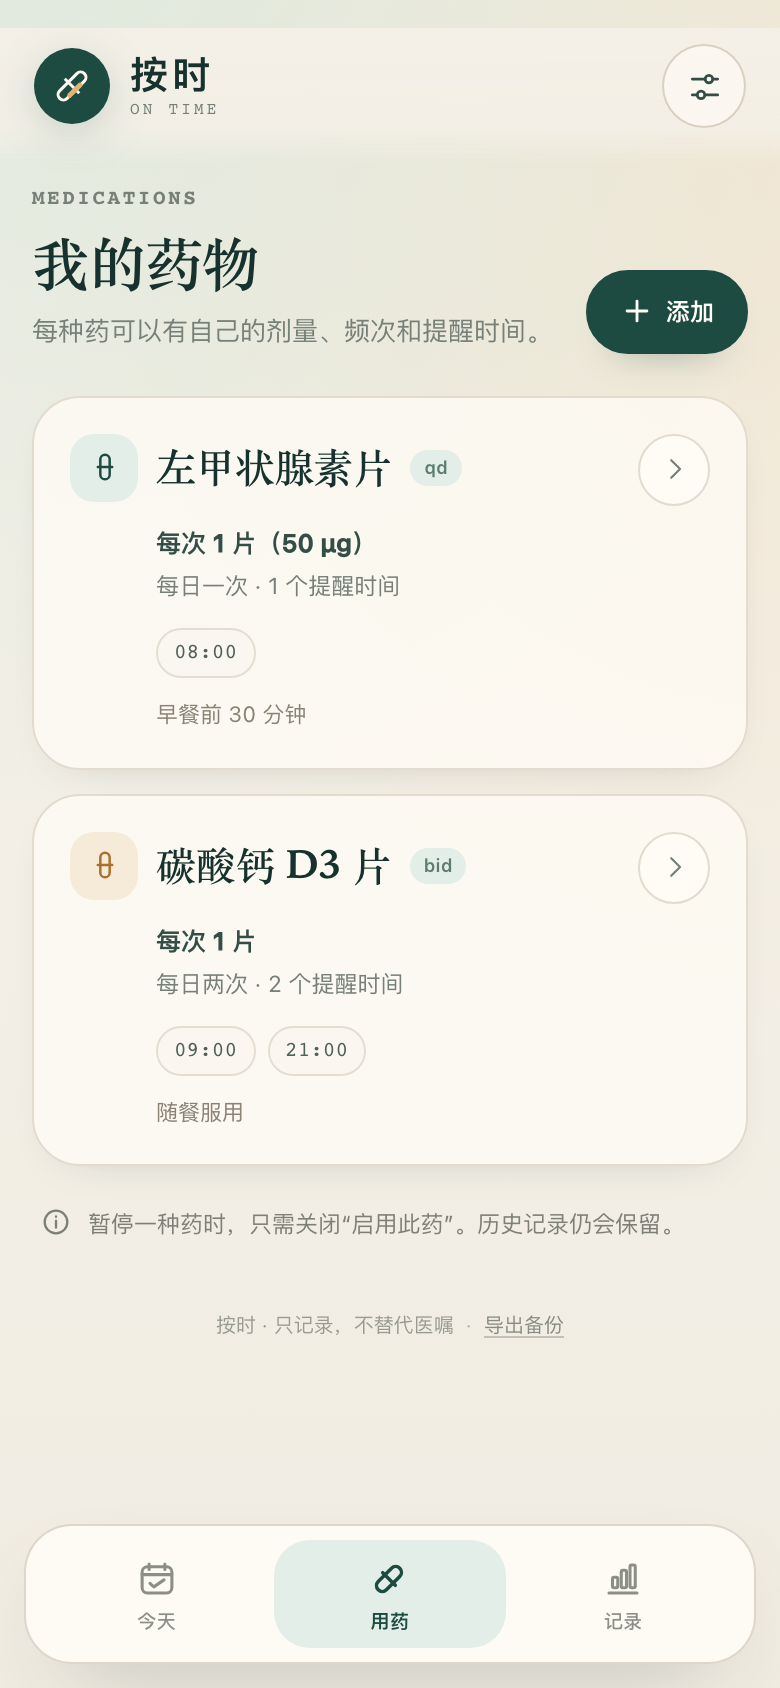 按时
ON TIME
MEDICATIONS
我的药物
每种药可以有自己的剂量、频次和提醒时间。
添加
左甲状腺素片 qd
每次 1 片（50 µg）
每日一次 · 1 个提醒时间
08:00
早餐前 30 分钟
碳酸钙 D3 片 bid
每次 1 片
每日两次 · 2 个提醒时间
09:00 21:00
随餐服用
暂停一种药时，只需关闭“启用此药”。历史记录仍会保留。
按时 · 只记录，不替代医嘱 · 导出备份
今天 用药 记录